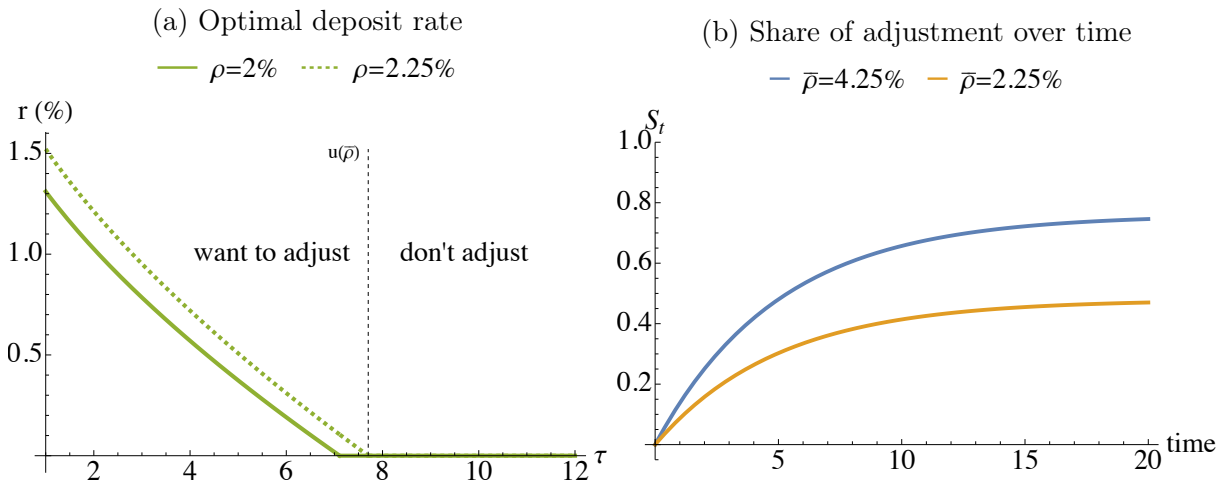 (a) Optimal deposit rate
ρ=2% ρ=2.25%
r (%)
1.5
1.0
0.5
u(ρ̅)
want to adjust
don't adjust
2 4 6 8 10 12
τ
(b) Share of adjustment over time
ρ̅=4.25% ρ̅=2.25%
S_t
1.0
0.8
0.6
0.4
0.2
5 10 15 20
time